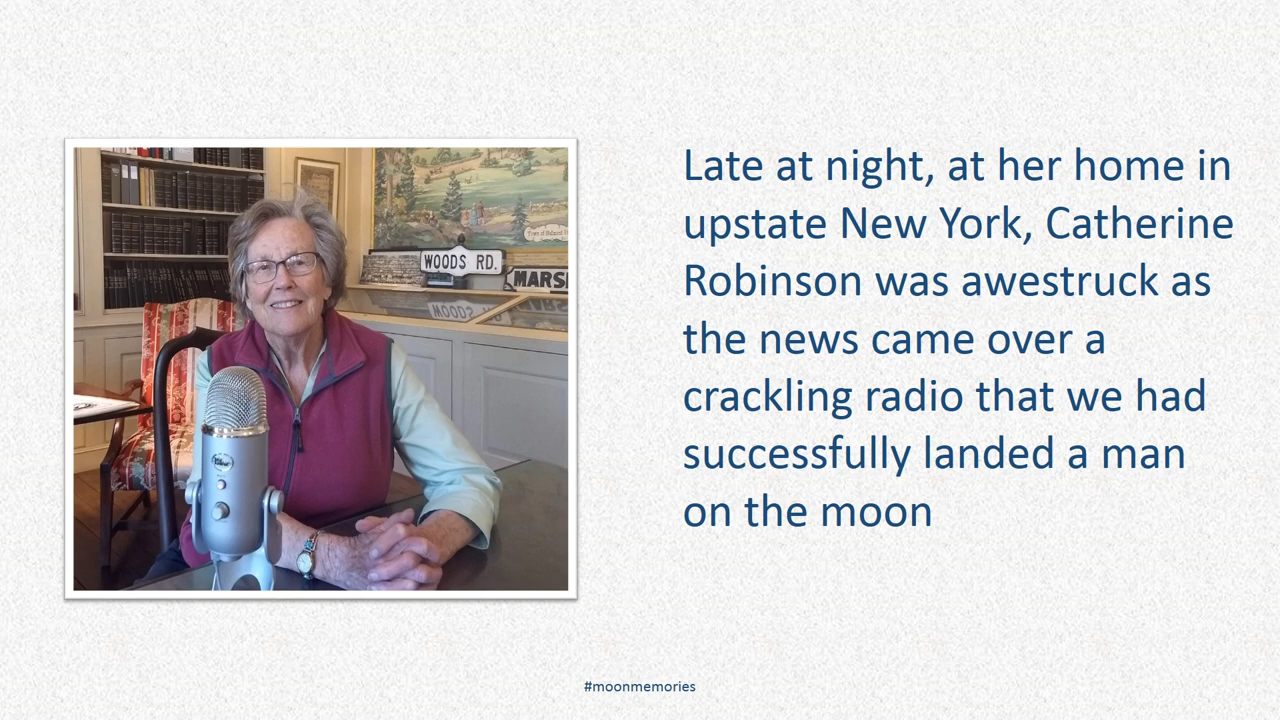 Late at night, at her home in
upstate New York, Catherine
Robinson was awestruck as
the news came over a
crackling radio that we had
successfully landed a man
on the moon
WOODS RD.
#moonmemories